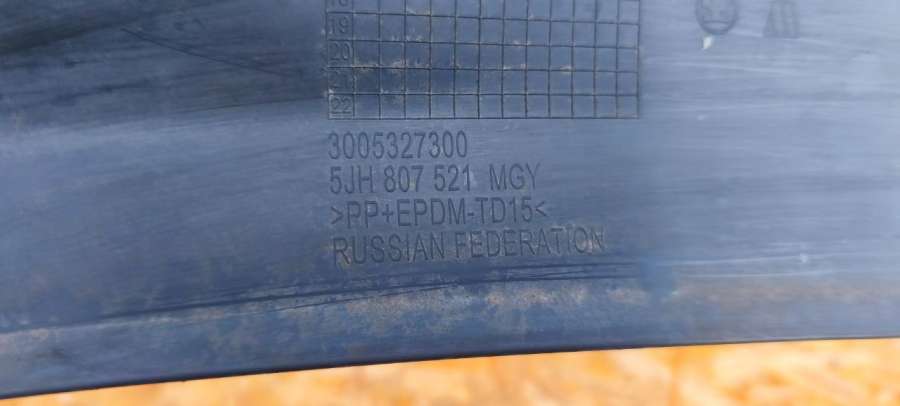 19
20
21
22
3005327300
5JH 807 521 MGY
>PP+EPDM-TD15<
RUSSIAN FEDERATION